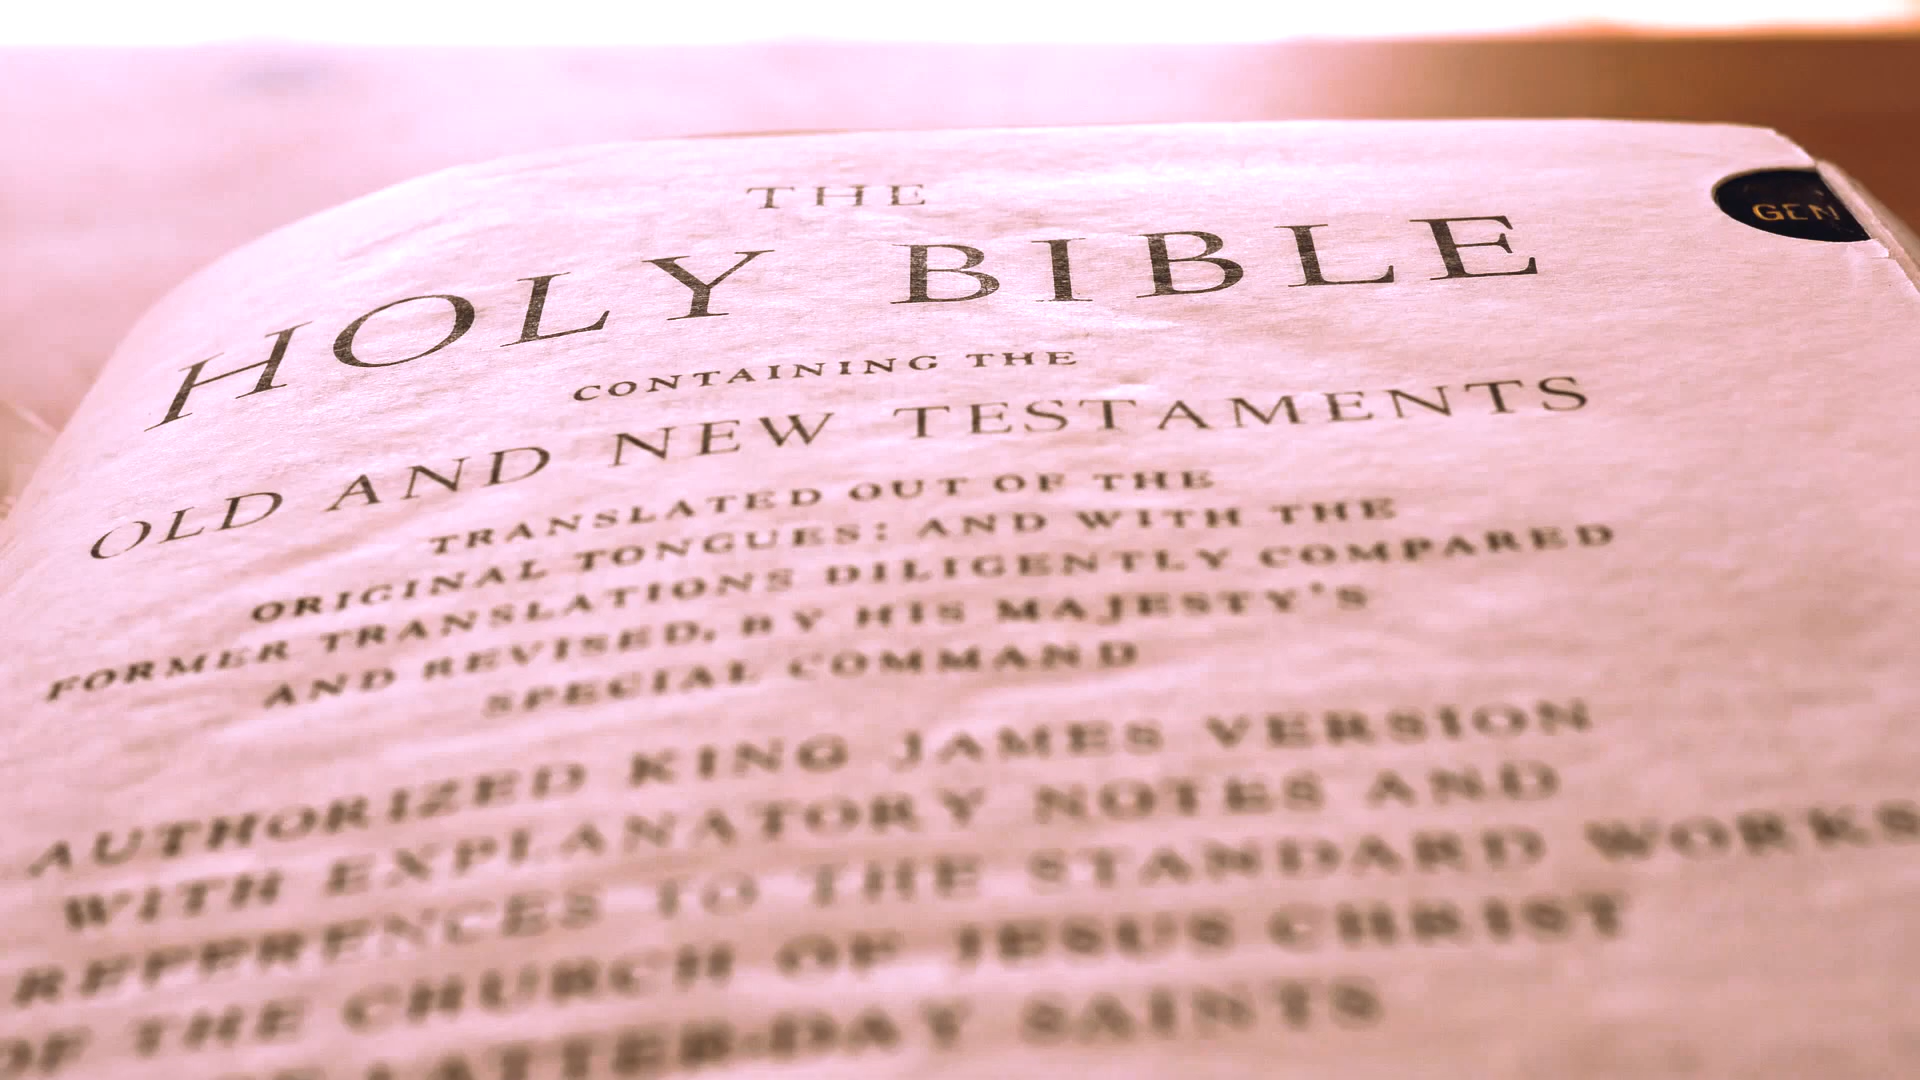 THE
HOLY BIBLE
CONTAINING THE
OLD AND NEW TESTAMENTS
TRANSLATED OUT OF THE
ORIGINAL TONGUES: AND WITH THE
FORMER TRANSLATIONS DILIGENTLY COMPARED
AND REVISED, BY HIS MAJESTY'S
SPECIAL COMMAND
AUTHORIZED KING JAMES VERSION
WITH EXPLANATORY NOTES AND
REFERENCES TO THE STANDARD WORKS
OF THE CHURCH OF JESUS CHRIST
LATTER-DAY SAINTS
GEN